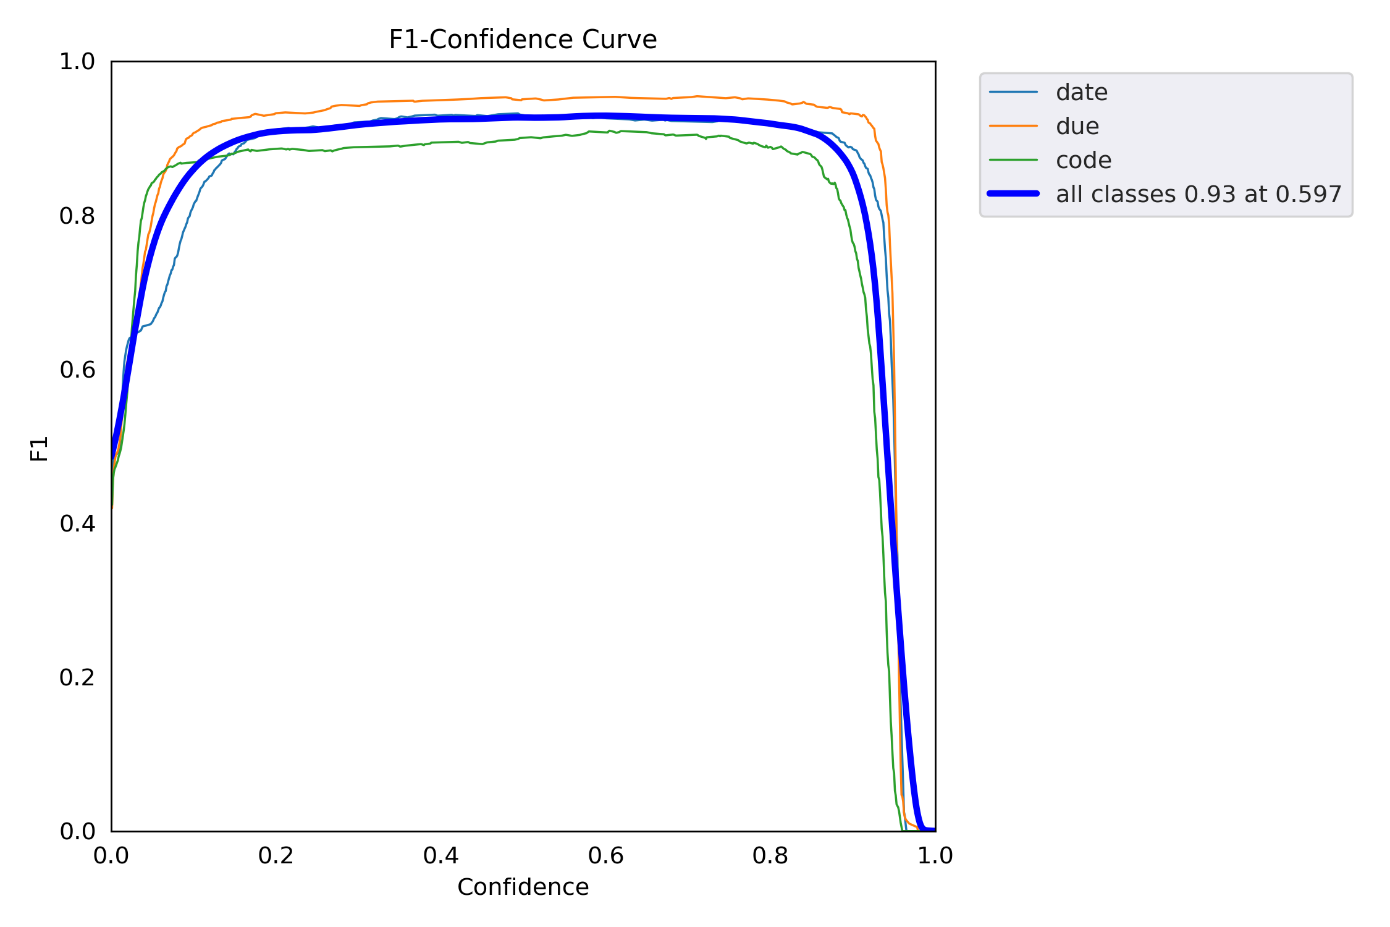 F1-Confidence Curve
1.0
0.8
0.6
0.4
0.2
0.0
F1
0.0 0.2 0.4 0.6 0.8 1.0
Confidence
date
due
code
all classes 0.93 at 0.597